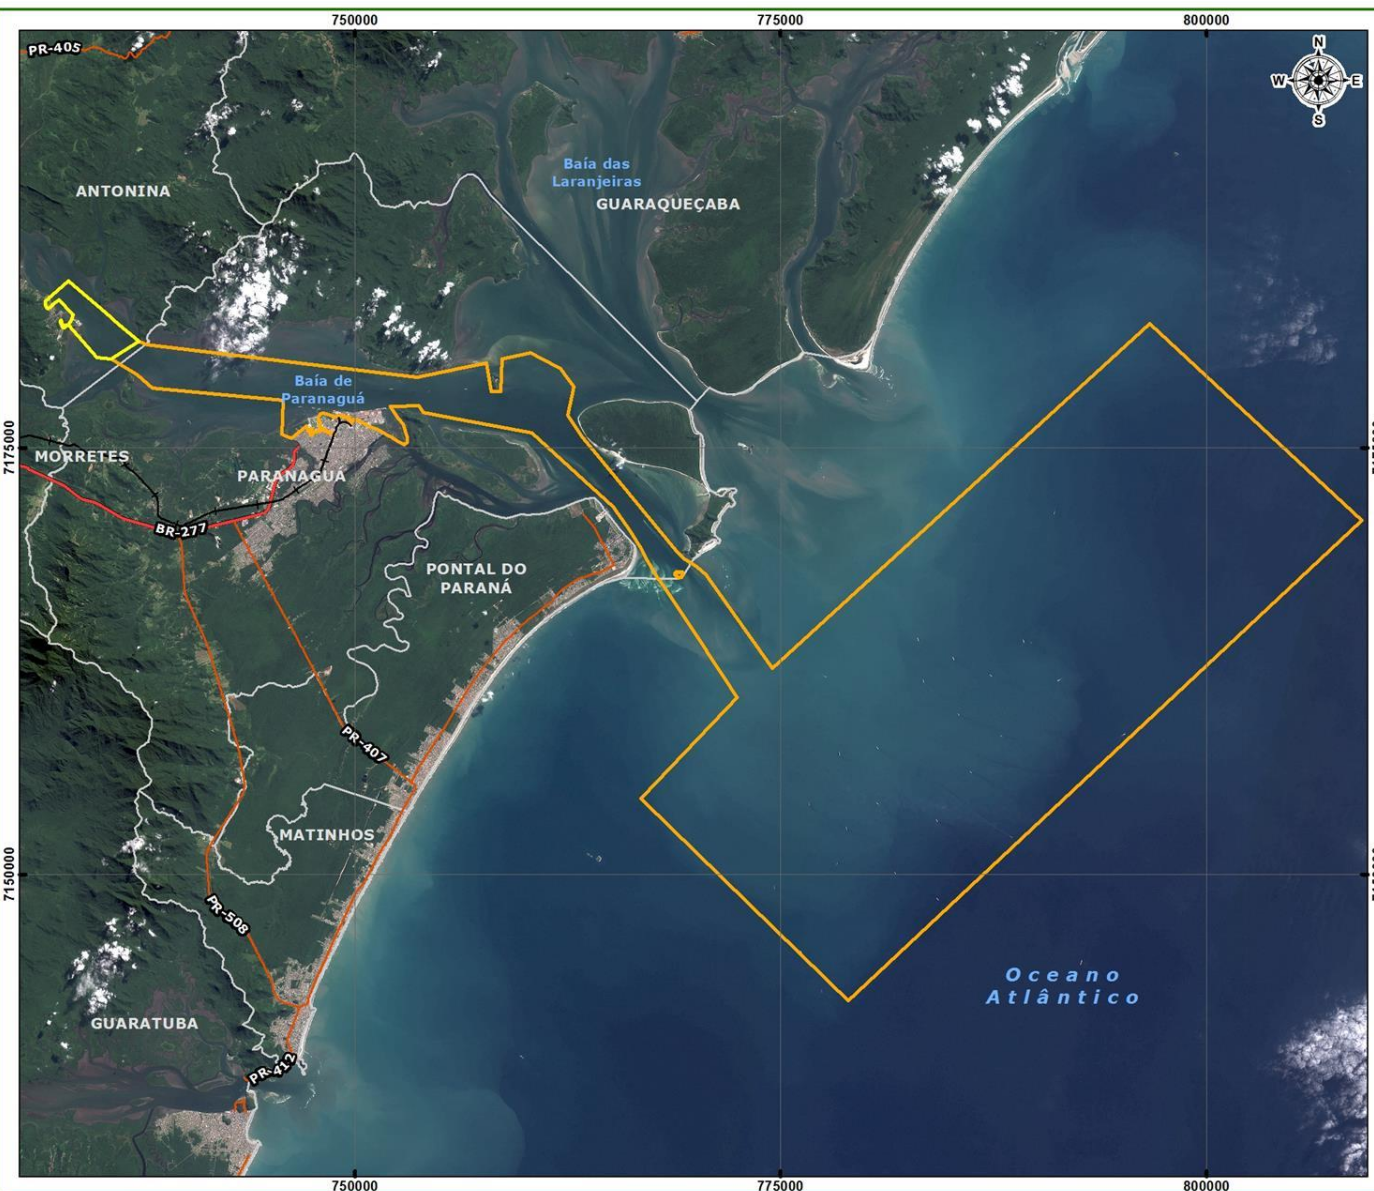 750000
775000
800000
PR-405
N
W
E
S
Baía das
Laranjeiras
ANTONINA
GUARAQUEÇABA
Baía de
Paranaguá
7175000
MORRETES
PARANAGUÁ
BR-277
PONTAL DO
PARANÁ
PR-407
MATINHOS
7150000
PR-508
Oceano
Atlântico
GUARATUBA
PR-412
750000
775000
800000